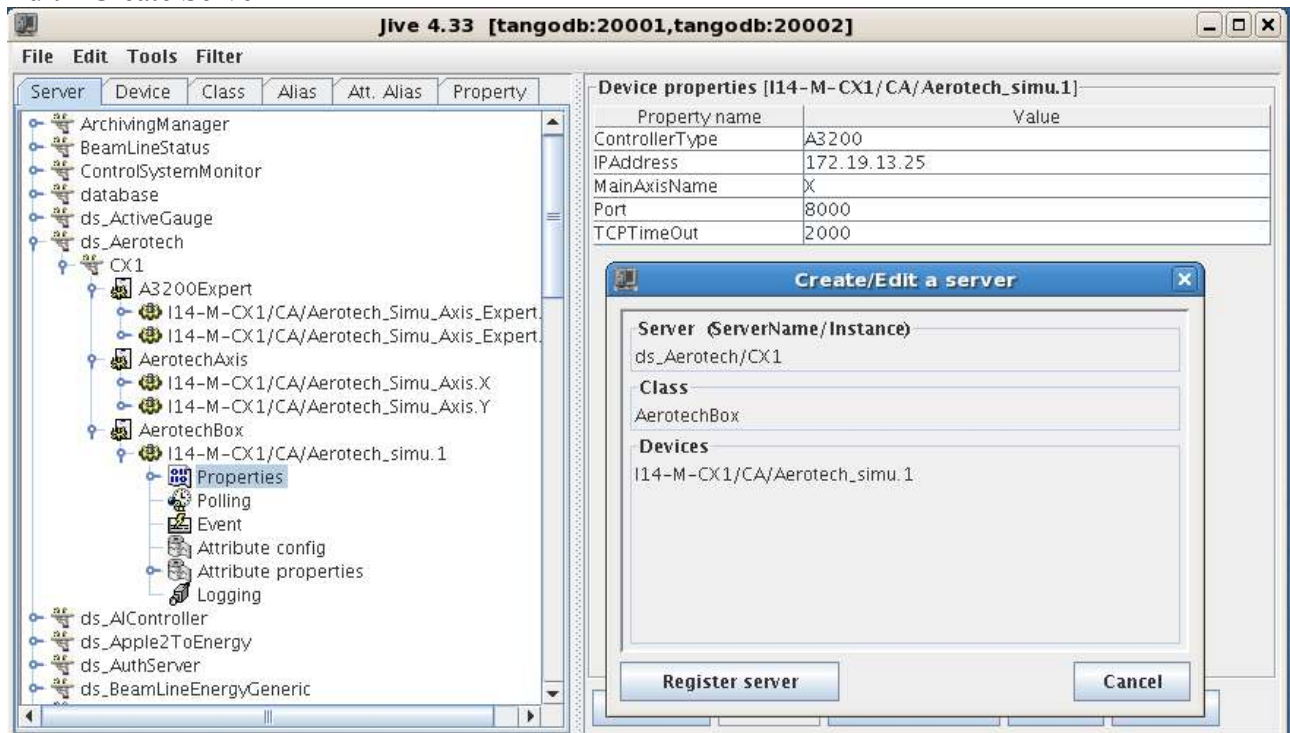 Jive 4.33 [tangodb:20001,tangodb:20002]
File Edit Tools Filter
Server Device Class Alias Att. Alias Property
ArchivingManager
BeamLineStatus
ControlSystemMonitor
database
ds_ActiveGauge
ds_Aerotech
CX1
A3200Expert
I14-M-CX1/CA/Aerotech_Simu_Axis_Expert.
I14-M-CX1/CA/Aerotech_Simu_Axis_Expert.
AerotechAxis
I14-M-CX1/CA/Aerotech_Simu_Axis.X
I14-M-CX1/CA/Aerotech_Simu_Axis.Y
AerotechBox
I14-M-CX1/CA/Aerotech_simu.1
Properties
Polling
Event
Attribute config
Attribute properties
Logging
ds_AIController
ds_Apple2ToEnergy
ds_AuthServer
ds_BeamLineEnergyGeneric
Device properties [I14-M-CX1/CA/Aerotech_simu.1]
Property name Value
ControllerType A3200
IPAddress 172.19.13.25
MainAxisName X
Port 8000
TCPTimeOut 2000
Create/Edit a server
Server (ServerName/Instance)
ds_Aerotech/CX1
Class
AerotechBox
Devices
I14-M-CX1/CA/Aerotech_simu.1
Register server Cancel